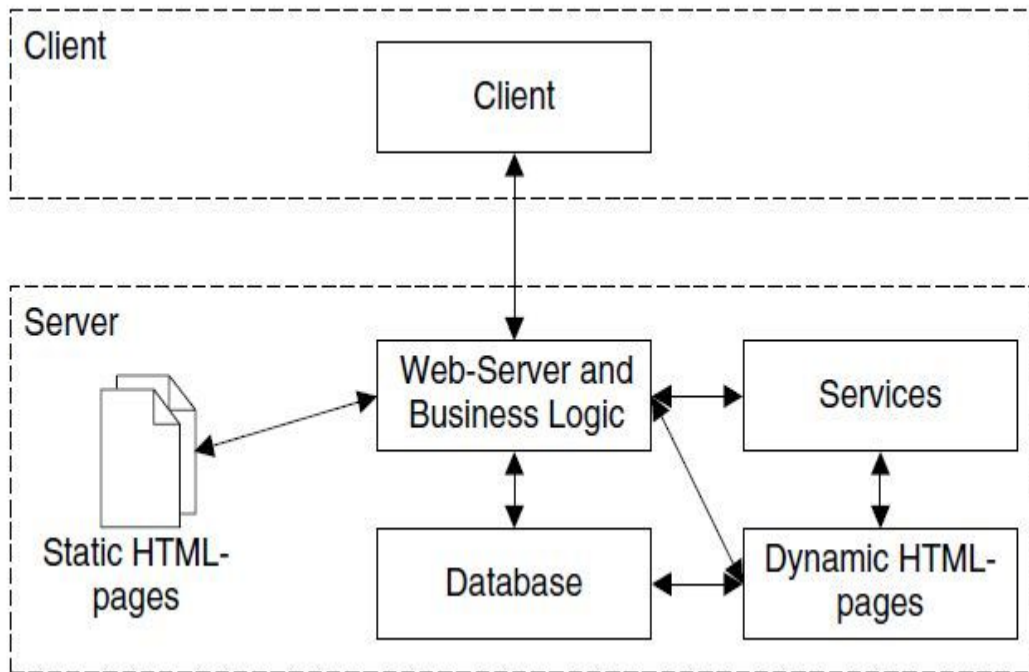 Client
Client
Server
Web-Server and
Business Logic
Services
Static HTML-
pages
Database
Dynamic HTML-
pages